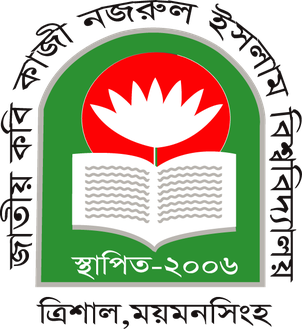 জাতীয় কবি কাজী নজরুল ইসলাম বিশ্ববিদ্যালয়
স্থাপিত-২০০৬
ত্রিশাল,ময়মনসিংহ